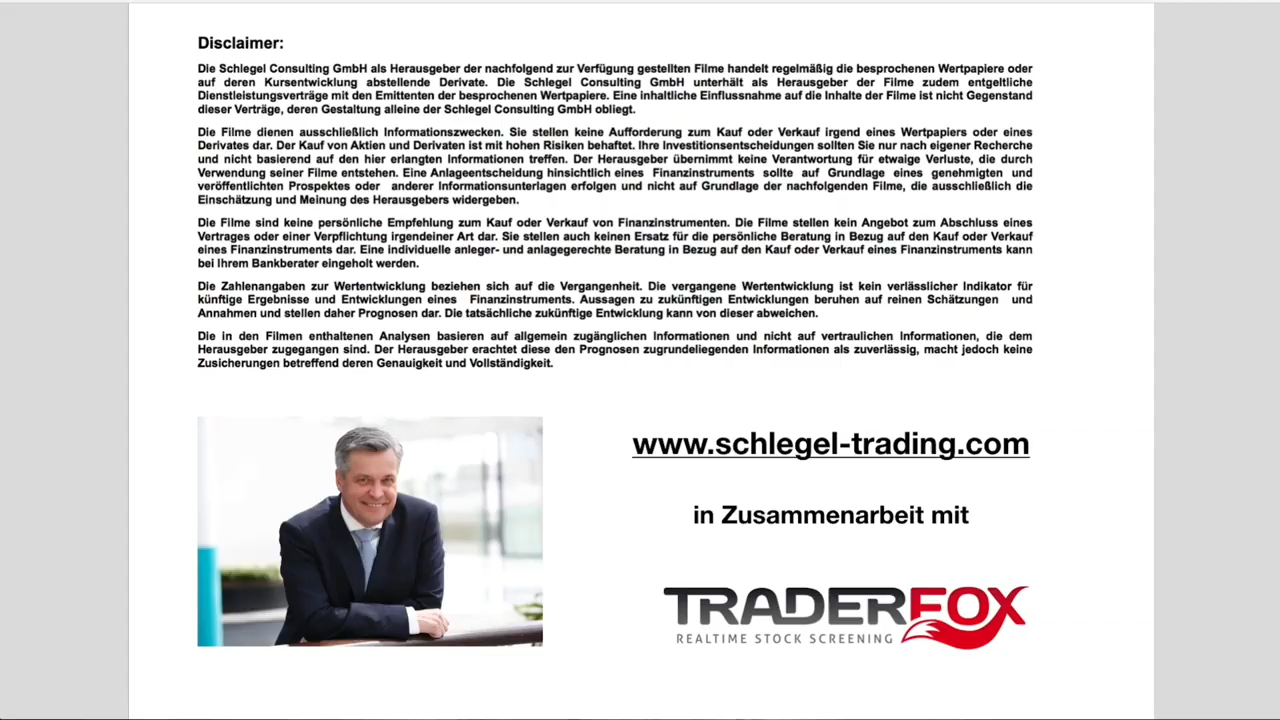 Disclaimer:
Die Schlegel Consulting GmbH als Herausgeber der nachfolgend zur Verfügung gestellten Filme handelt regelmäßig die besprochenen Wertpapiere oder
auf deren Kursentwicklung abstellende Derivate. Die Schlegel Consulting GmbH unterhält als Herausgeber der Filme zudem entgeltliche
Dienstleistungsverträge mit den Emittenten der besprochenen Wertpapiere. Eine inhaltliche Einflussnahme auf die Inhalte der Filme ist nicht Gegenstand
dieser Verträge, deren Gestaltung alleine der Schlegel Consulting GmbH obliegt.
Die Filme dienen ausschließlich Informationszwecken. Sie stellen keine Aufforderung zum Kauf oder Verkauf irgend eines Wertpapiers oder eines
Derivates dar. Der Kauf von Aktien und Derivaten ist mit hohen Risiken behaftet. Ihre Investitionsentscheidungen sollten Sie nur nach eigener Recherche
und nicht basierend auf den hier erlangten Informationen treffen. Der Herausgeber übernimmt keine Verantwortung für etwaige Verluste, die durch
Verwendung seiner Filme entstehen. Eine Anlageentscheidung hinsichtlich eines Finanzinstruments sollte auf Grundlage eines genehmigten und
veröffentlichten Prospektes oder anderer Informationsunterlagen erfolgen und nicht auf Grundlage der nachfolgenden Filme, die ausschließlich die
Einschätzung und Meinung des Herausgebers widergeben.
Die Filme sind keine persönliche Empfehlung zum Kauf oder Verkauf von Finanzinstrumenten. Die Filme stellen kein Angebot zum Abschluss eines
Vertrages oder einer Verpflichtung irgendeiner Art dar. Sie stellen auch keinen Ersatz für die persönliche Beratung in Bezug auf den Kauf oder Verkauf
eines Finanzinstruments dar. Eine individuelle anleger- und anlagegerechte Beratung in Bezug auf den Kauf oder Verkauf eines Finanzinstruments kann
bei Ihrem Bankberater eingeholt werden.
Die Zahlenangaben zur Wertentwicklung beziehen sich auf die Vergangenheit. Die vergangene Wertentwicklung ist kein verlässlicher Indikator für
künftige Ergebnisse und Entwicklungen eines Finanzinstruments. Aussagen zu zukünftigen Entwicklungen beruhen auf reinen Schätzungen und
Annahmen und stellen daher Prognosen dar. Die tatsächliche zukünftige Entwicklung kann von dieser abweichen.
Die in den Filmen enthaltenen Analysen basieren auf allgemein zugänglichen Informationen und nicht auf vertraulichen Informationen, die dem
Herausgeber zugegangen sind. Der Herausgeber erachtet diese den Prognosen zugrundeliegenden Informationen als zuverlässig, macht jedoch keine
Zusicherungen betreffend deren Genauigkeit und Vollständigkeit.
www.schlegel-trading.com
in Zusammenarbeit mit
TRADERFOX
REALTIME STOCK SCREENING